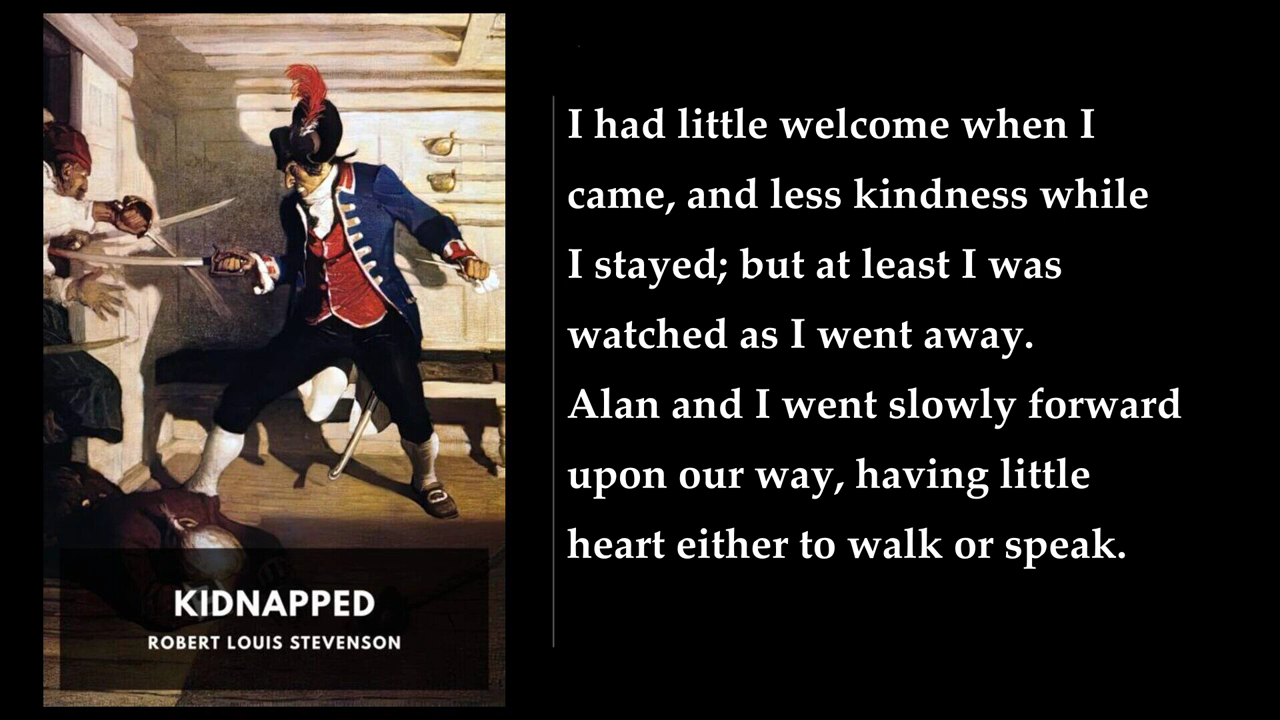 KIDNAPPED
ROBERT LOUIS STEVENSON
I had little welcome when I
came, and less kindness while
I stayed; but at least I was
watched as I went away.
Alan and I went slowly forward
upon our way, having little
heart either to walk or speak.